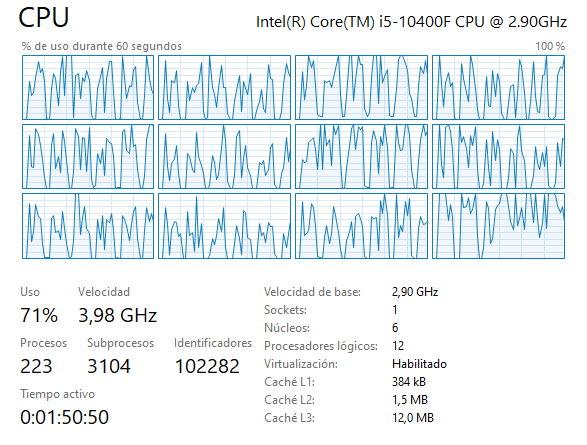 CPU
Intel(R) Core(TM) i5-10400F CPU @ 2.90GHz
% de uso durante 60 segundos
100 %
Uso
Velocidad
71%
3,98 GHz
Procesos
Subprocesos
Identificadores
223
3104
102282
Tiempo activo
0:01:50:50
Velocidad de base: 2,90 GHz
Sockets: 1
Núcleos: 6
Procesadores lógicos: 12
Virtualización: Habilitado
Caché L1: 384 kB
Caché L2: 1,5 MB
Caché L3: 12,0 MB